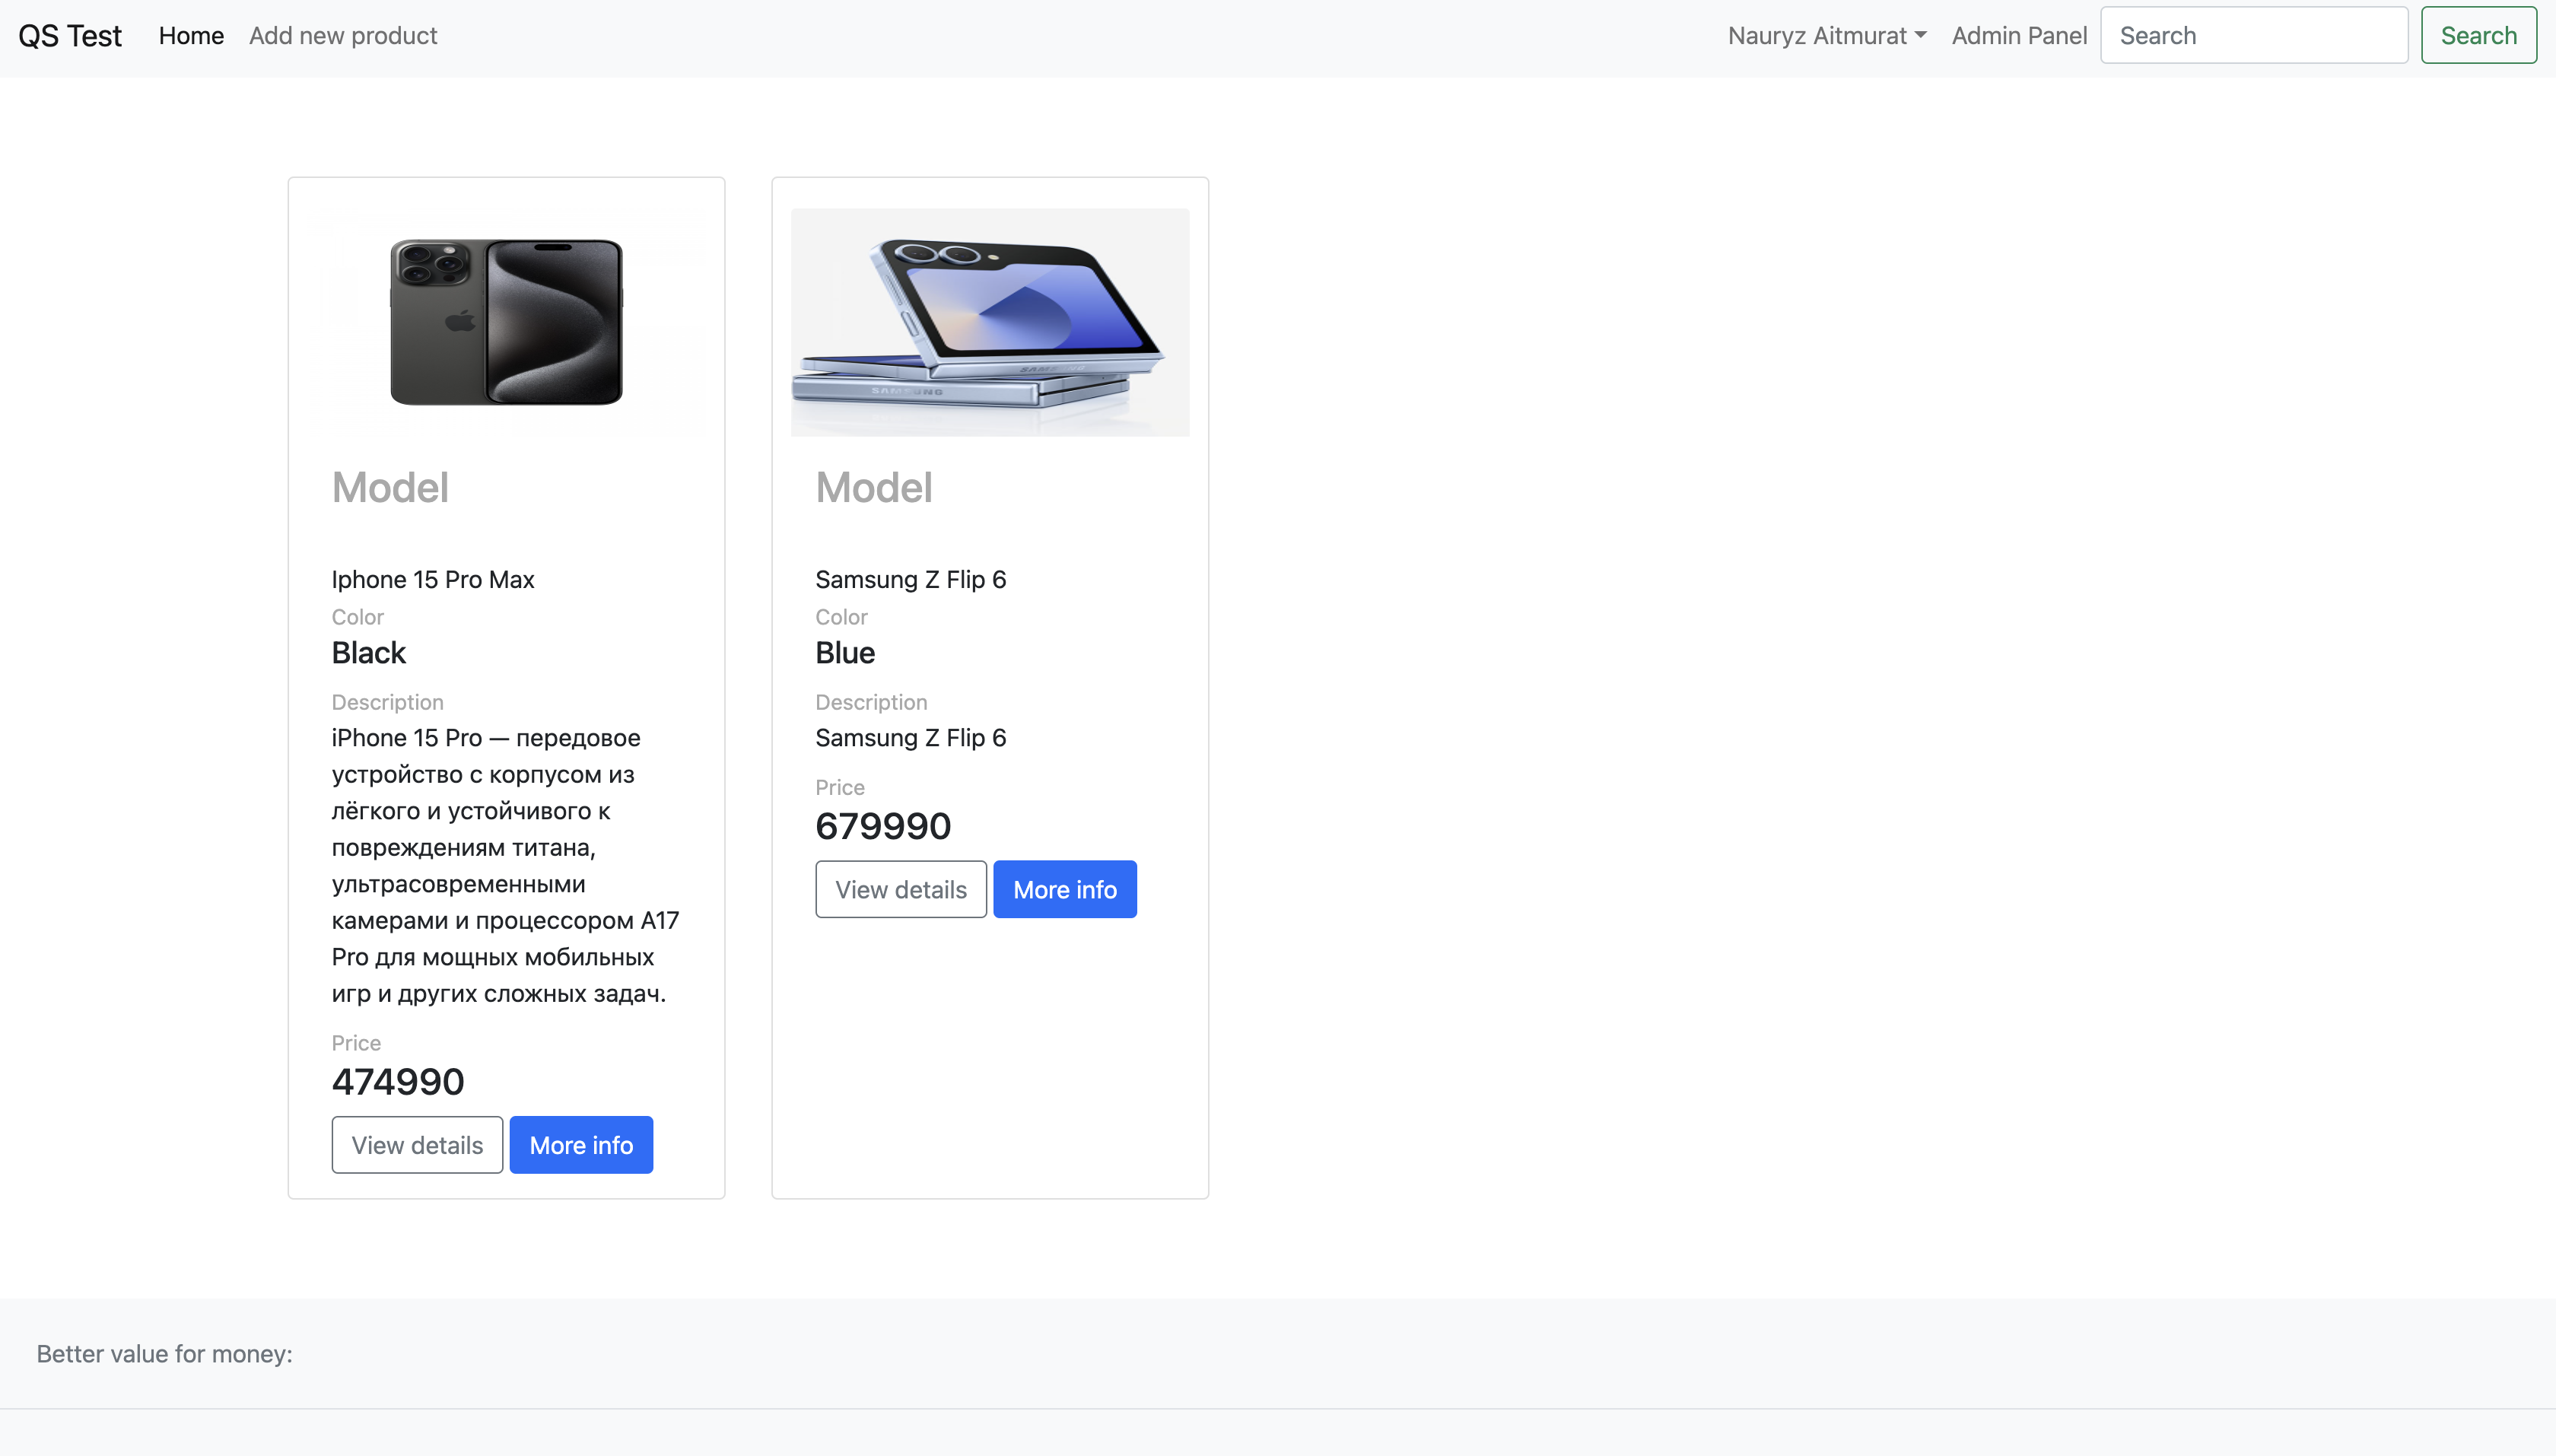 QS Test Home Add new product Nauryz Aitmurat Admin Panel Search Search
SAMSUNG
SAMSUNG
Model
Iphone 15 Pro Max
Color
Black
Description
iPhone 15 Pro — передовое
устройство с корпусом из
лёгкого и устойчивого к
повреждениям титана,
ультрасовременными
камерами и процессором A17
Pro для мощных мобильных
игр и других сложных задач.
Price
474990
View details More info
Model
Samsung Z Flip 6
Color
Blue
Description
Samsung Z Flip 6
Price
679990
View details More info
Better value for money: